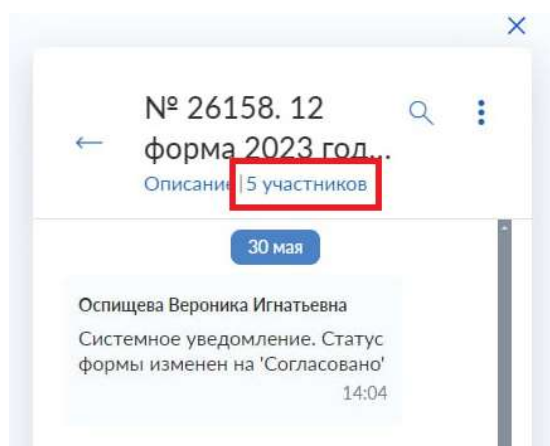 № 26158. 12
форма 2023 год...
Описание | 5 участников
30 мая
Оспищева Вероника Игнатьевна
Системное уведомление. Статус
формы изменен на 'Согласовано'
14:04